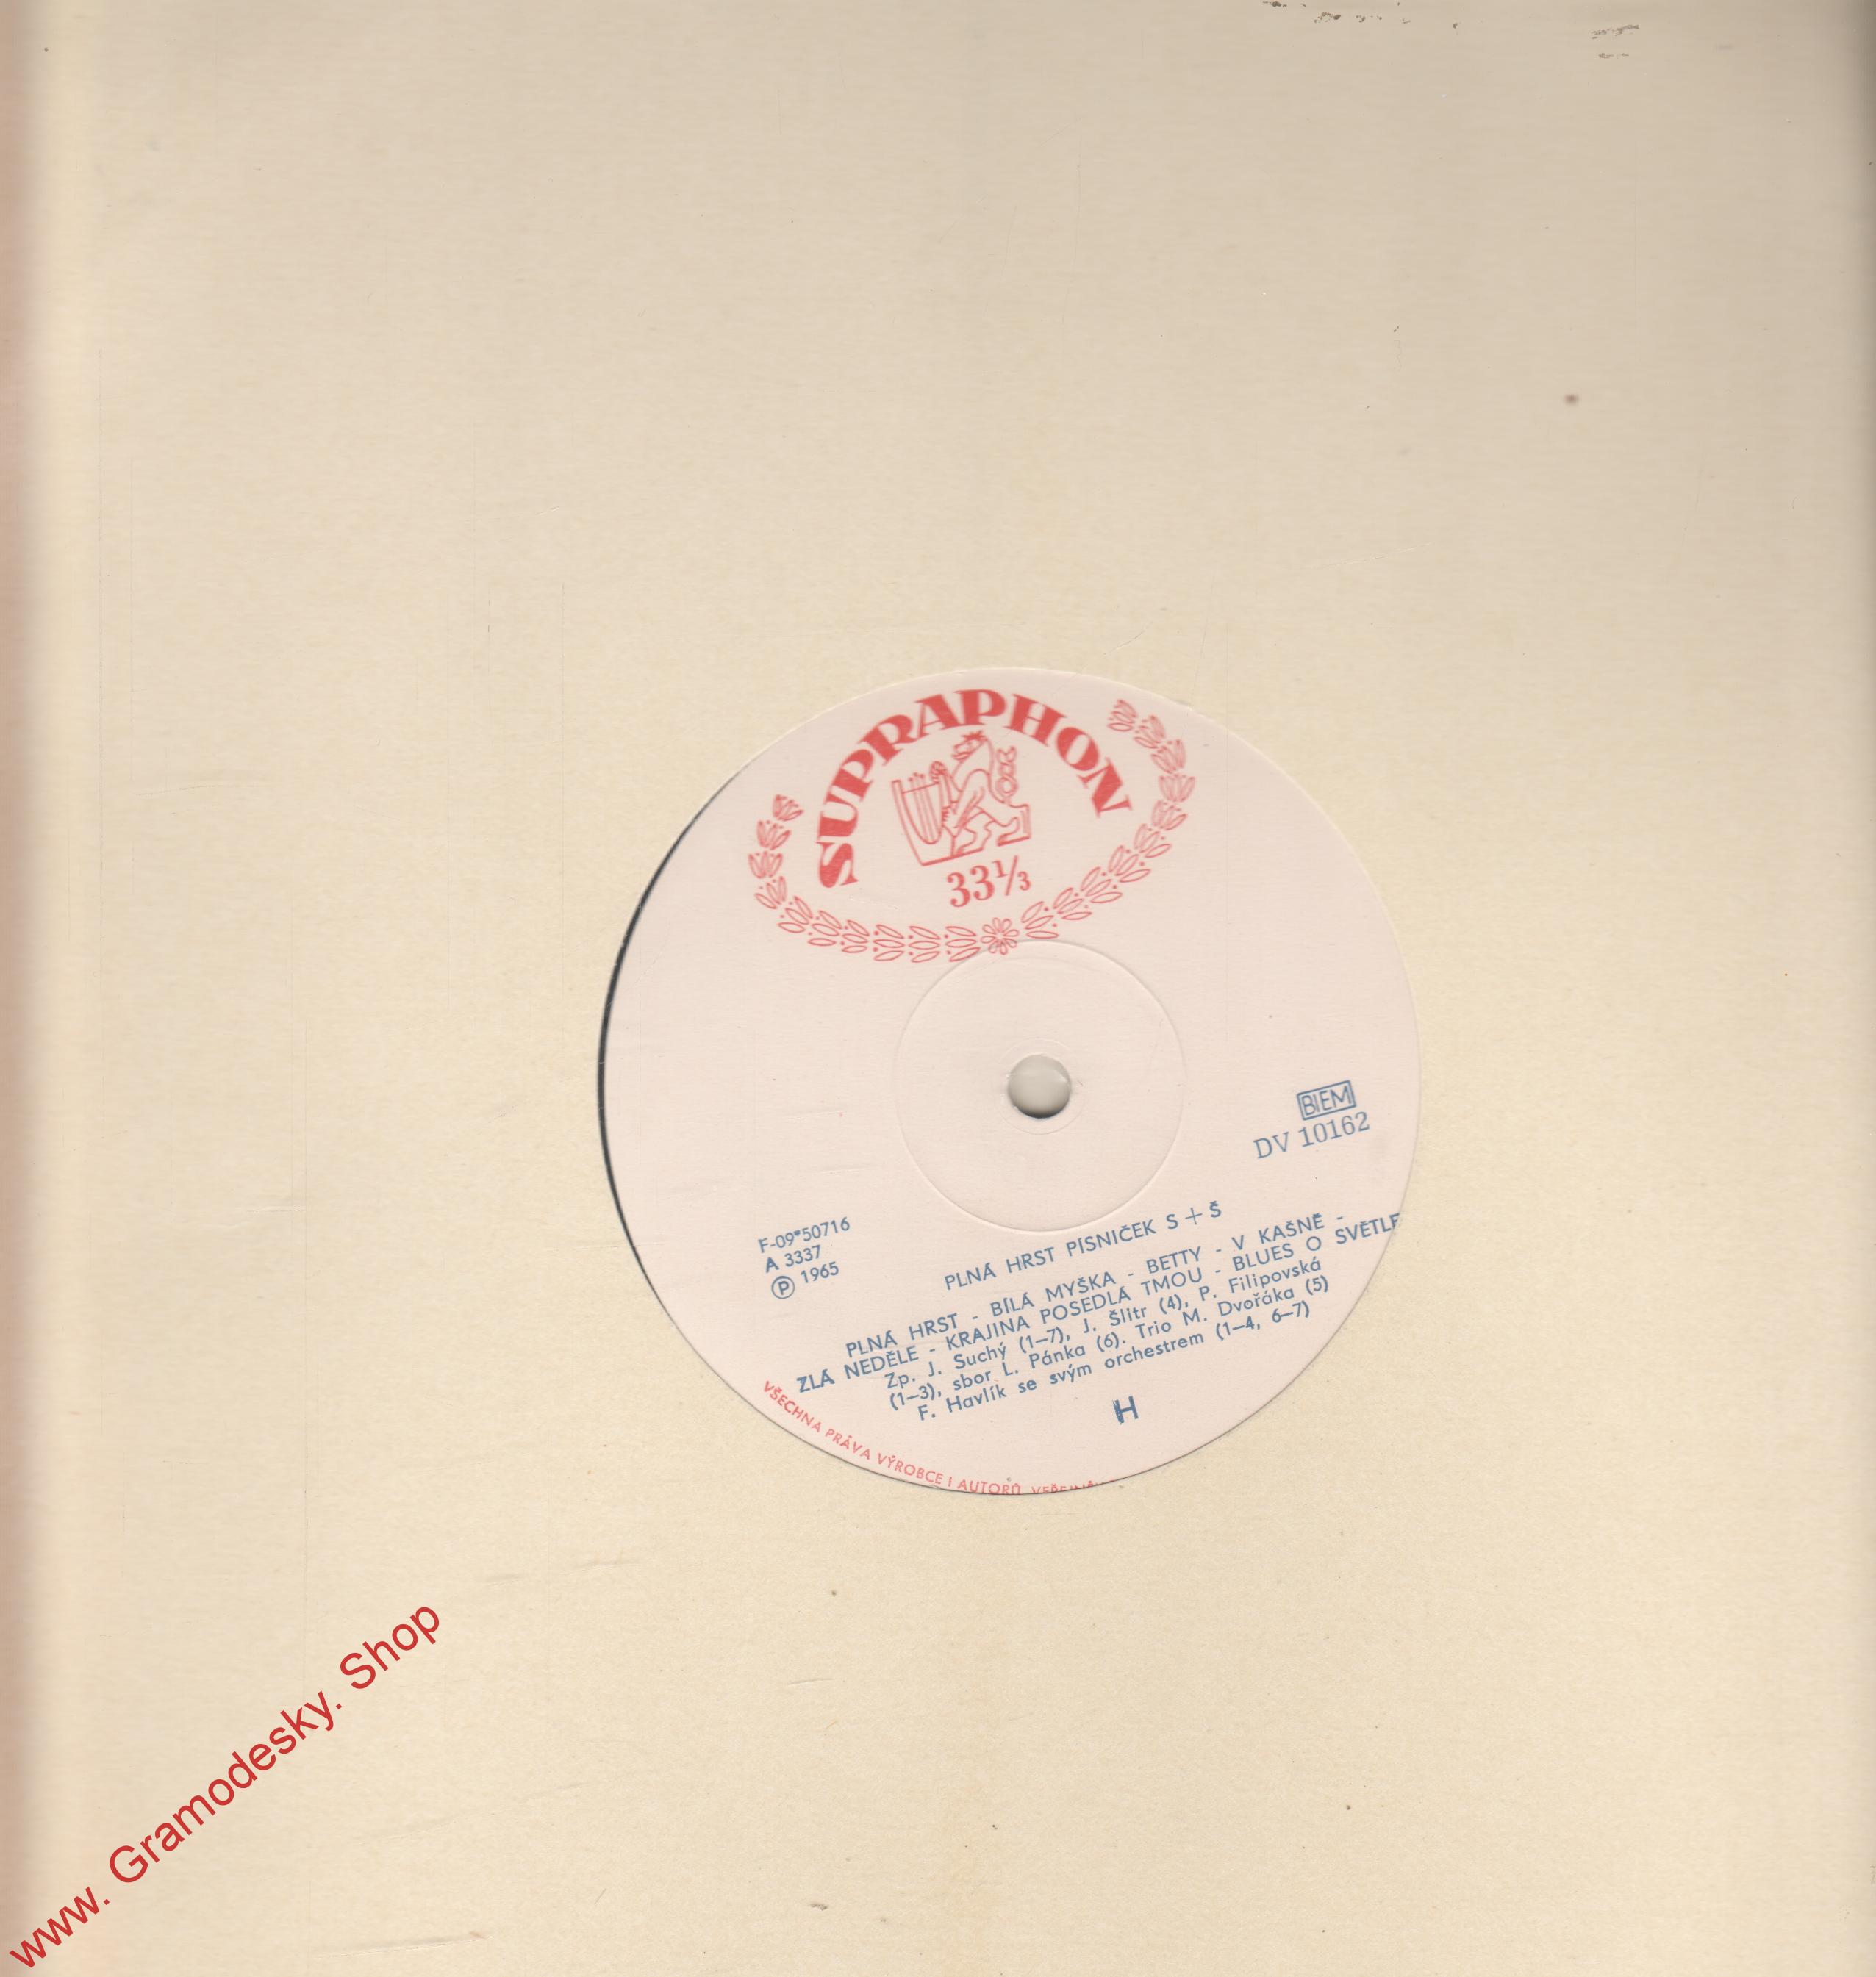 SUPRAPHON
33⅓
BIEM
DV 10162
F-09*50716
A 3337
Ⓟ 1965
PLNÁ HRST PÍSNIČEK S + Š
PLNÁ HRST - BÍLÁ MYŠKA - BETTY - V KAŠNĚ -
ZLÁ NEDĚLE - KRAJINA POSEDLÁ TMOU - BLUES O SVĚTLE
Zp. J. Suchý (1–7), J. Šlitr (4), P. Filipovská
(1–3), sbor L. Pánka (6). Trio M. Dvořáka (5)
F. Havlík se svým orchestrem (1–4, 6–7)
H
VŠECHNA PRÁVA VÝROBCE I AUTORŮ
www. Gramodesky. Shop